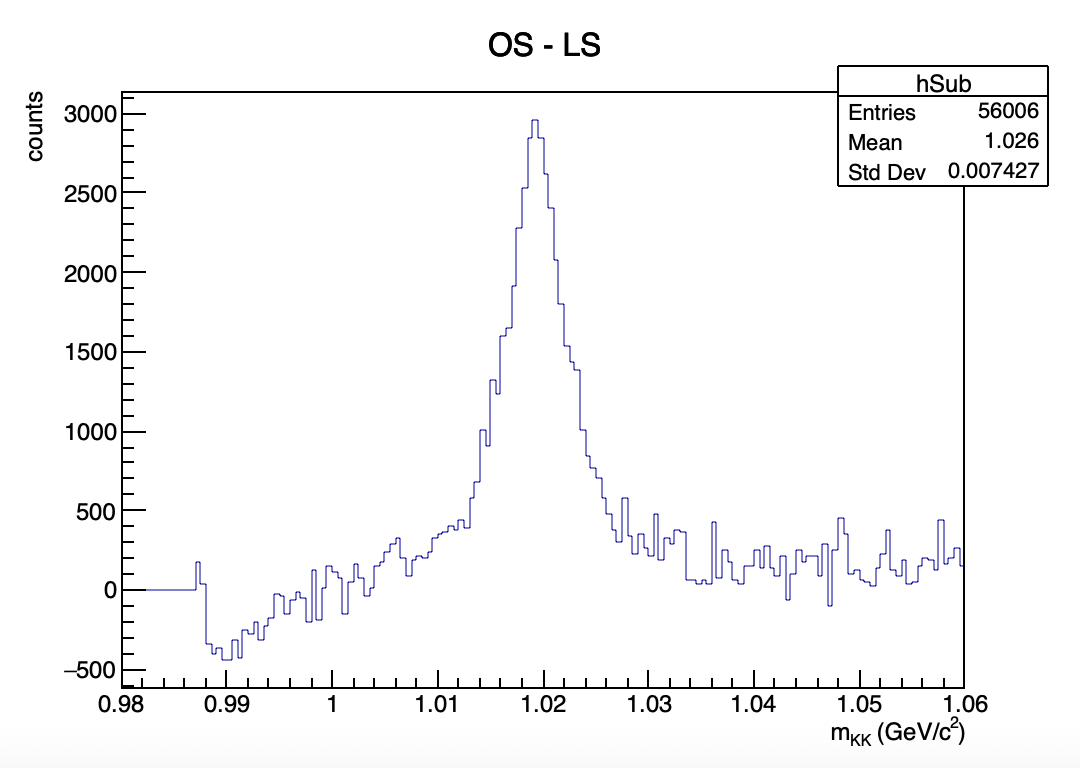 OS - LS
hSub
Entries 56006
Mean 1.026
Std Dev 0.007427
counts
3000
2500
2000
1500
1000
500
0
−500
0.98 0.99 1 1.01 1.02 1.03 1.04 1.05 1.06
mKK (GeV/c²)